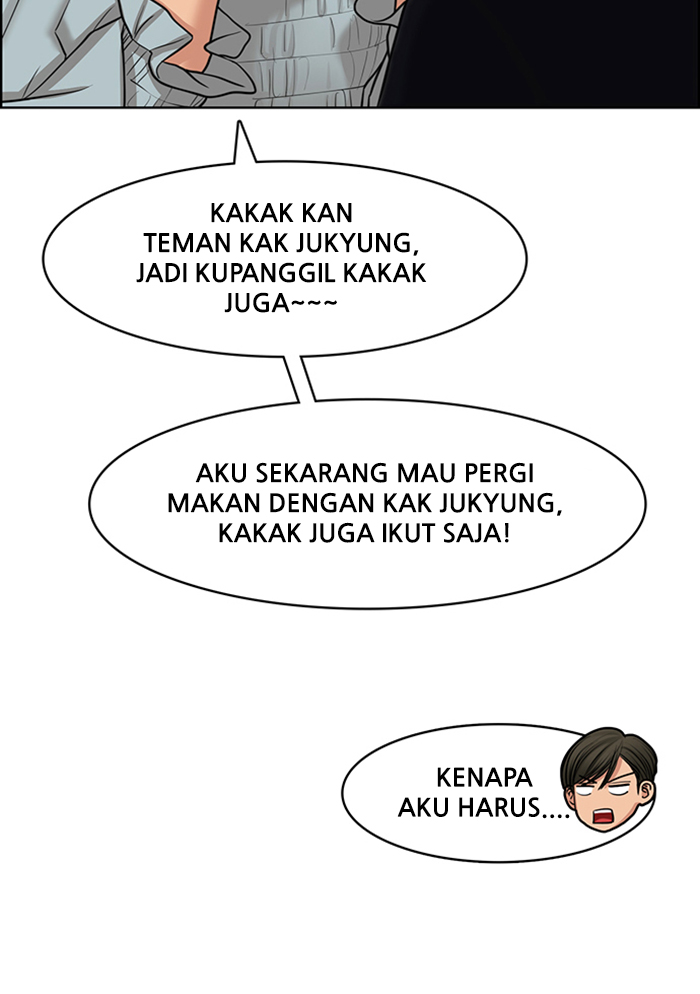 KAKAK KAN
TEMAN KAK JUKYUNG,
JADI KUPANGGIL KAKAK
JUGA~~~
AKU SEKARANG MAU PERGI
MAKAN DENGAN KAK JUKYUNG,
KAKAK JUGA IKUT SAJA!
KENAPA
AKU HARUS....